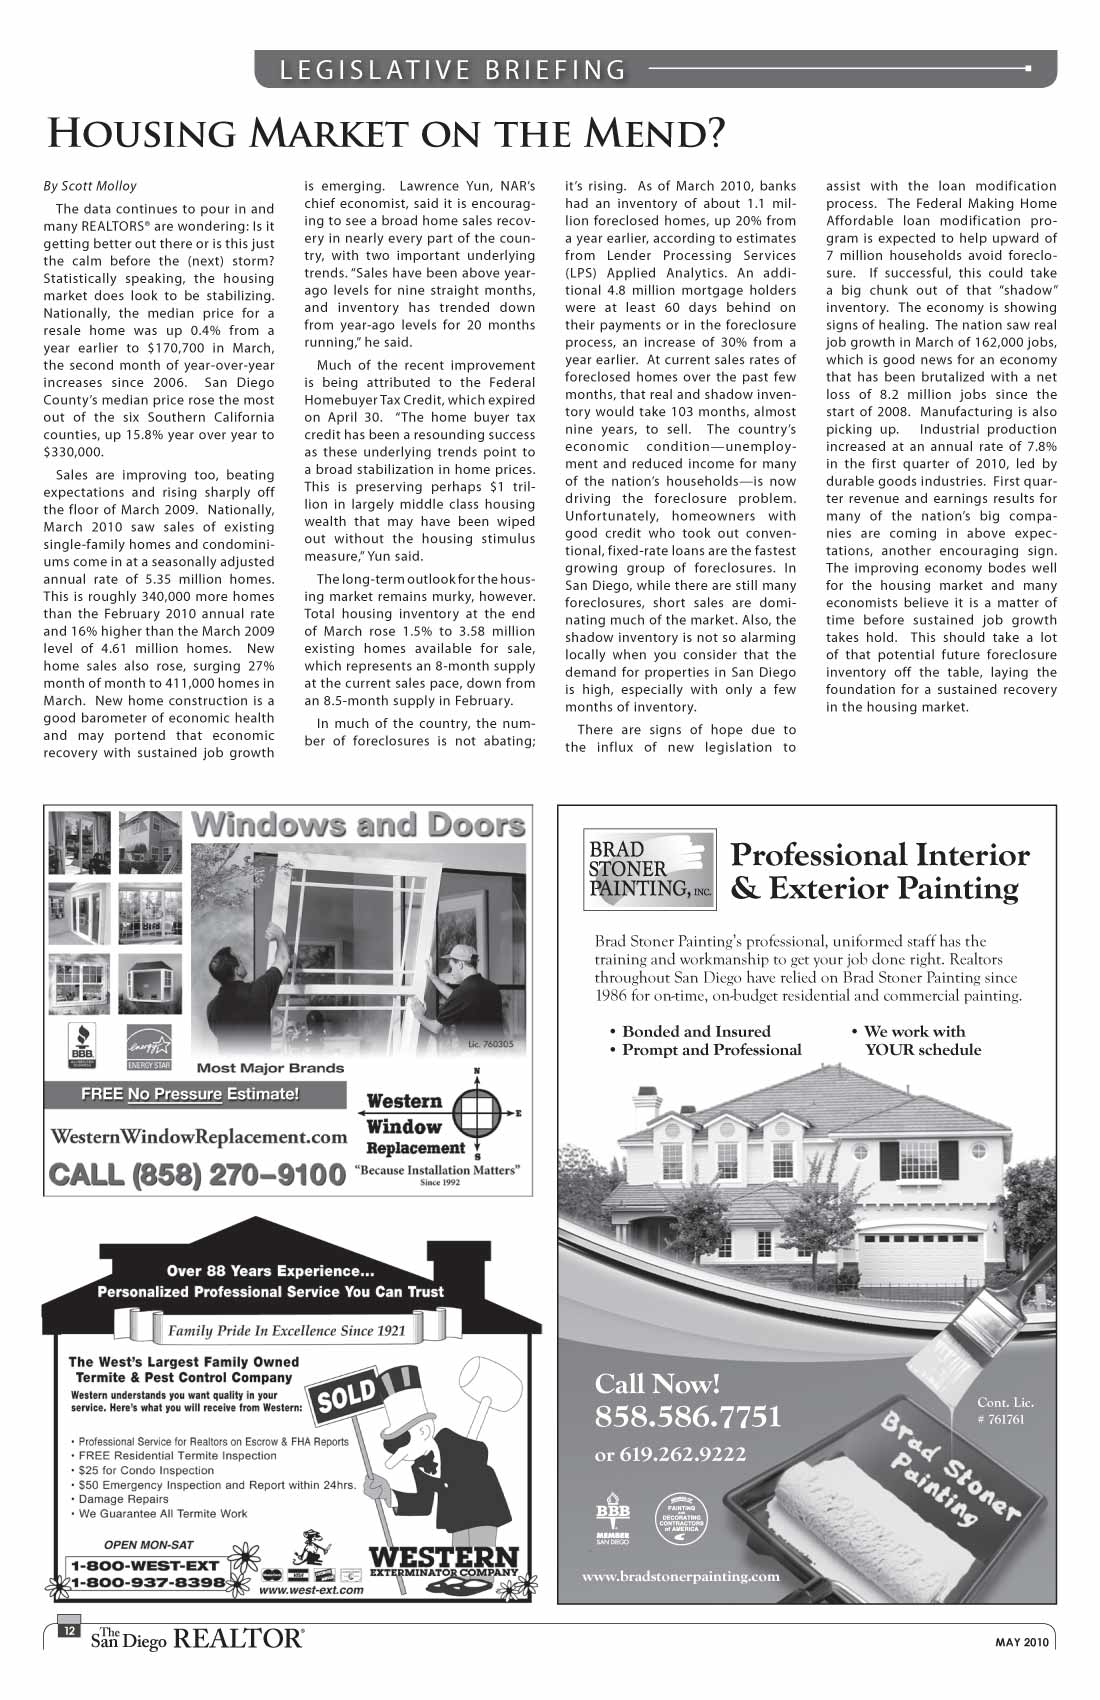 LEGISLATIVE BRIEFING
HOUSING MARKET ON THE MEND?
By Scott Molloy
The data continues to pour in and
many REALTORS® are wondering: Is it
getting better out there or is this just
the calm before the (next) storm?
Statistically speaking, the housing
market does look to be stabilizing.
Nationally, the median price for a
resale home was up 0.4% from a
year earlier to $170,700 in March,
the second month of year-over-year
increases since 2006. San Diego
County's median price rose the most
out of the six Southern California
counties, up 15.8% year over year to
$330,000.
Sales are improving too, beating
expectations and rising sharply off
the floor of March 2009. Nationally,
March 2010 saw sales of existing
single-family homes and condomini-
ums come in at a seasonally adjusted
annual rate of 5.35 million homes.
This is roughly 340,000 more homes
than the February 2010 annual rate
and 16% higher than the March 2009
level of 4.61 million homes. New
home sales also rose, surging 27%
month of month to 411,000 homes in
March. New home construction is a
good barometer of economic health
and may portend that economic
recovery with sustained job growth
is emerging. Lawrence Yun, NAR's
chief economist, said it is encourag-
ing to see a broad home sales recov-
ery in nearly every part of the coun-
try, with two important underlying
trends. "Sales have been above year-
ago levels for nine straight months,
and inventory has trended down
from year-ago levels for 20 months
running," he said.
Much of the recent improvement
is being attributed to the Federal
Homebuyer Tax Credit, which expired
on April 30. "The home buyer tax
credit has been a resounding success
as these underlying trends point to
a broad stabilization in home prices.
This is preserving perhaps $1 tril-
lion in largely middle class housing
wealth that may have been wiped
out without the housing stimulus
measure," Yun said.
The long-term outlook for the hous-
ing market remains murky, however.
Total housing inventory at the end
of March rose 1.5% to 3.58 million
existing homes available for sale,
which represents an 8-month supply
at the current sales pace, down from
an 8.5-month supply in February.
In much of the country, the num-
ber of foreclosures is not abating;
it's rising. As of March 2010, banks
had an inventory of about 1.1 mil-
lion foreclosed homes, up 20% from
a year earlier, according to estimates
from Lender Processing Services
(LPS) Applied Analytics. An addi-
tional 4.8 million mortgage holders
were at least 60 days behind on
their payments or in the foreclosure
process, an increase of 30% from a
year earlier. At current sales rates of
foreclosed homes over the past few
months, that real and shadow inven-
tory would take 103 months, almost
nine years, to sell. The country's
economic condition—unemploy-
ment and reduced income for many
of the nation's households—is now
driving the foreclosure problem.
Unfortunately, homeowners with
good credit who took out conven-
tional, fixed-rate loans are the fastest
growing group of foreclosures. In
San Diego, while there are still many
foreclosures, short sales are domi-
nating much of the market. Also, the
shadow inventory is not so alarming
locally when you consider that the
demand for properties in San Diego
is high, especially with only a few
months of inventory.
There are signs of hope due to
the influx of new legislation to
assist with the loan modification
process. The Federal Making Home
Affordable loan modification pro-
gram is expected to help upward of
7 million households avoid foreclo-
sure. If successful, this could take
a big chunk out of that "shadow"
inventory. The economy is showing
signs of healing. The nation saw real
job growth in March of 162,000 jobs,
which is good news for an economy
that has been brutalized with a net
loss of 8.2 million jobs since the
start of 2008. Manufacturing is also
picking up. Industrial production
increased at an annual rate of 7.8%
in the first quarter of 2010, led by
durable goods industries. First quar-
ter revenue and earnings results for
many of the nation's big compa-
nies are coming in above expec-
tations, another encouraging sign.
The improving economy bodes well
for the housing market and many
economists believe it is a matter of
time before sustained job growth
takes hold. This should take a lot
of that potential future foreclosure
inventory off the table, laying the
foundation for a sustained recovery
in the housing market.
Windows and Doors
Lic. 760305
BBB.
energy
ENERGY STAR
Most Major Brands
FREE No Pressure Estimate!
WesternWindowReplacement.com
CALL (858) 270-9100
Western
Window
Replacement
N
E
S
"Because Installation Matters"
Since 1992
Over 88 Years Experience...
Personalized Professional Service You Can Trust
Family Pride In Excellence Since 1921
The West's Largest Family Owned
Termite & Pest Control Company
Western understands you want quality in your
service. Here's what you will receive from Western:
SOLD
• Professional Service for Realtors on Escrow & FHA Reports
• FREE Residential Termite Inspection
• $25 for Condo Inspection
• $50 Emergency Inspection and Report within 24hrs.
• Damage Repairs
• We Guarantee All Termite Work
OPEN MON-SAT
1-800-WEST-EXT
1-800-937-8398
www.west-ext.com
WESTERN
EXTERMINATOR COMPANY
BRAD
STONER
PAINTING, INC.
Professional Interior
& Exterior Painting
Brad Stoner Painting's professional, uniformed staff has the
training and workmanship to get your job done right. Realtors
throughout San Diego have relied on Brad Stoner Painting since
1986 for on-time, on-budget residential and commercial painting.
• Bonded and Insured
• Prompt and Professional
• We work with
YOUR schedule
Call Now!
858.586.7751
or 619.262.9222
Cont. Lic.
# 761761
Brad Stoner
Painting
BBB
MEMBER
SAN DIEGO
PAINTING
AND
DECORATING
CONTRACTORS
of AMERICA
www.bradstonerpainting.com
12
The
San Diego REALTOR®
MAY 2010